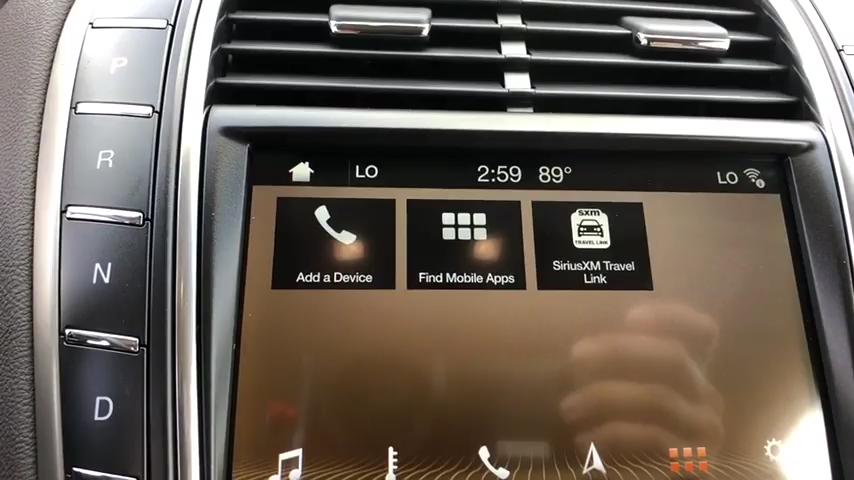 P
R
N
D
LO
2:59 89°
LO
Add a Device
Find Mobile Apps
sxm
TRAVEL LINK
SiriusXM Travel
Link